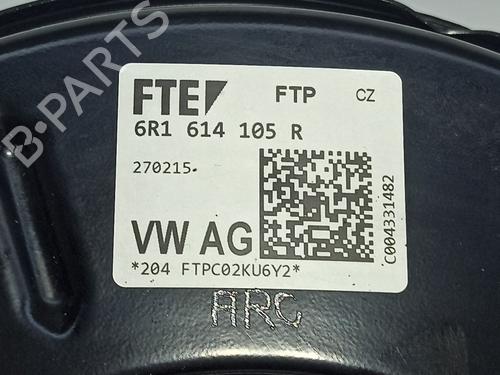 B-PARTS
FTE FTP CZ
6R1 614 105 R
270215
VW AG
*204 FTPC02KU6Y2*
C004331482
ARC